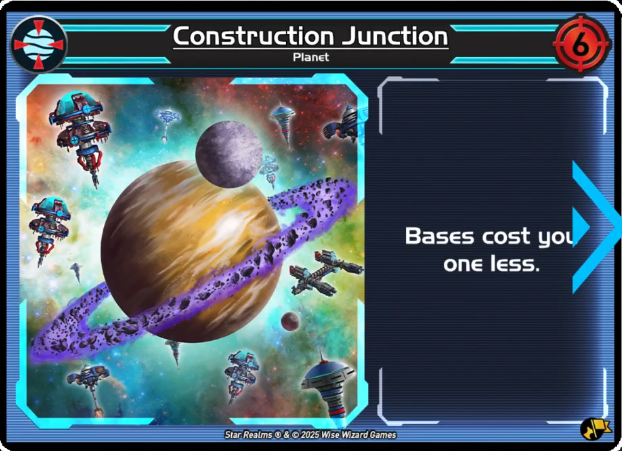 Construction Junction
Planet
6
Bases cost you
one less.
Star Realms ® & © 2025 Wise Wizard Games